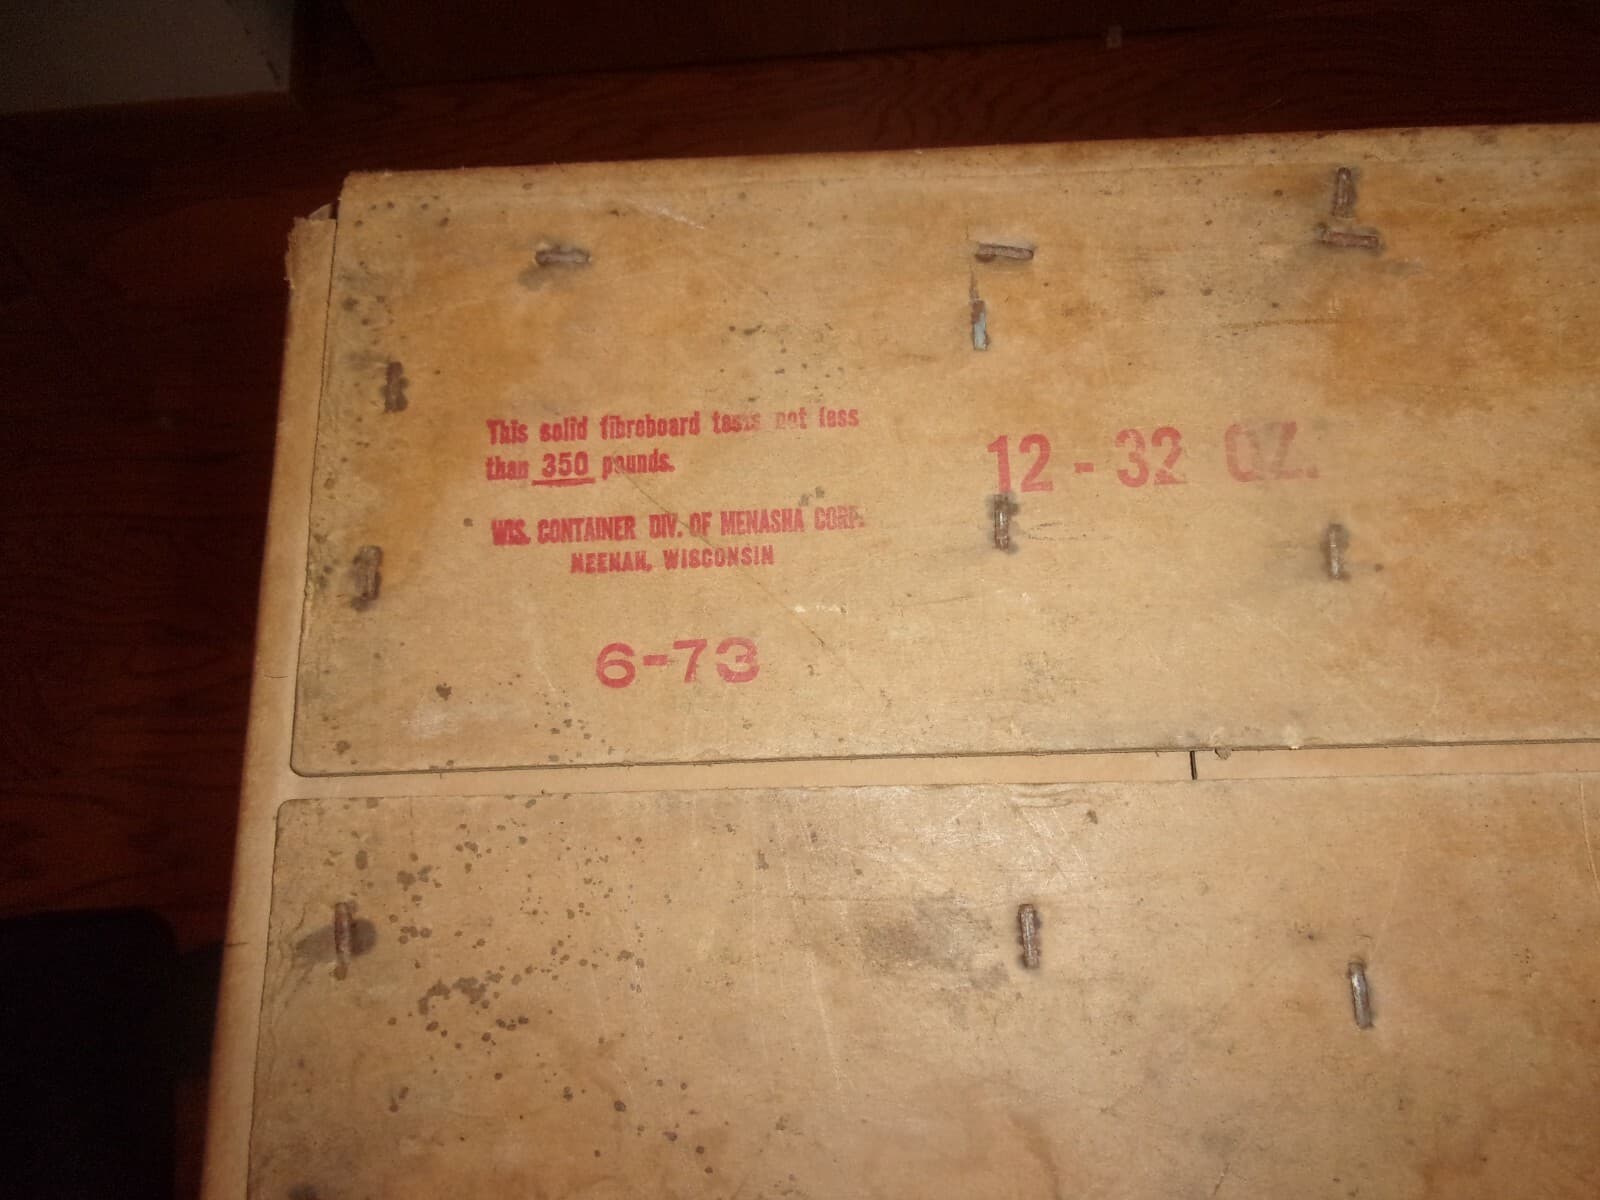 This solid fibreboard tests not less
than 350 pounds.
12 - 32 OZ.
WIS. CONTAINER DIV. OF MENASHA CORP.
NEENAH, WISCONSIN
6-73